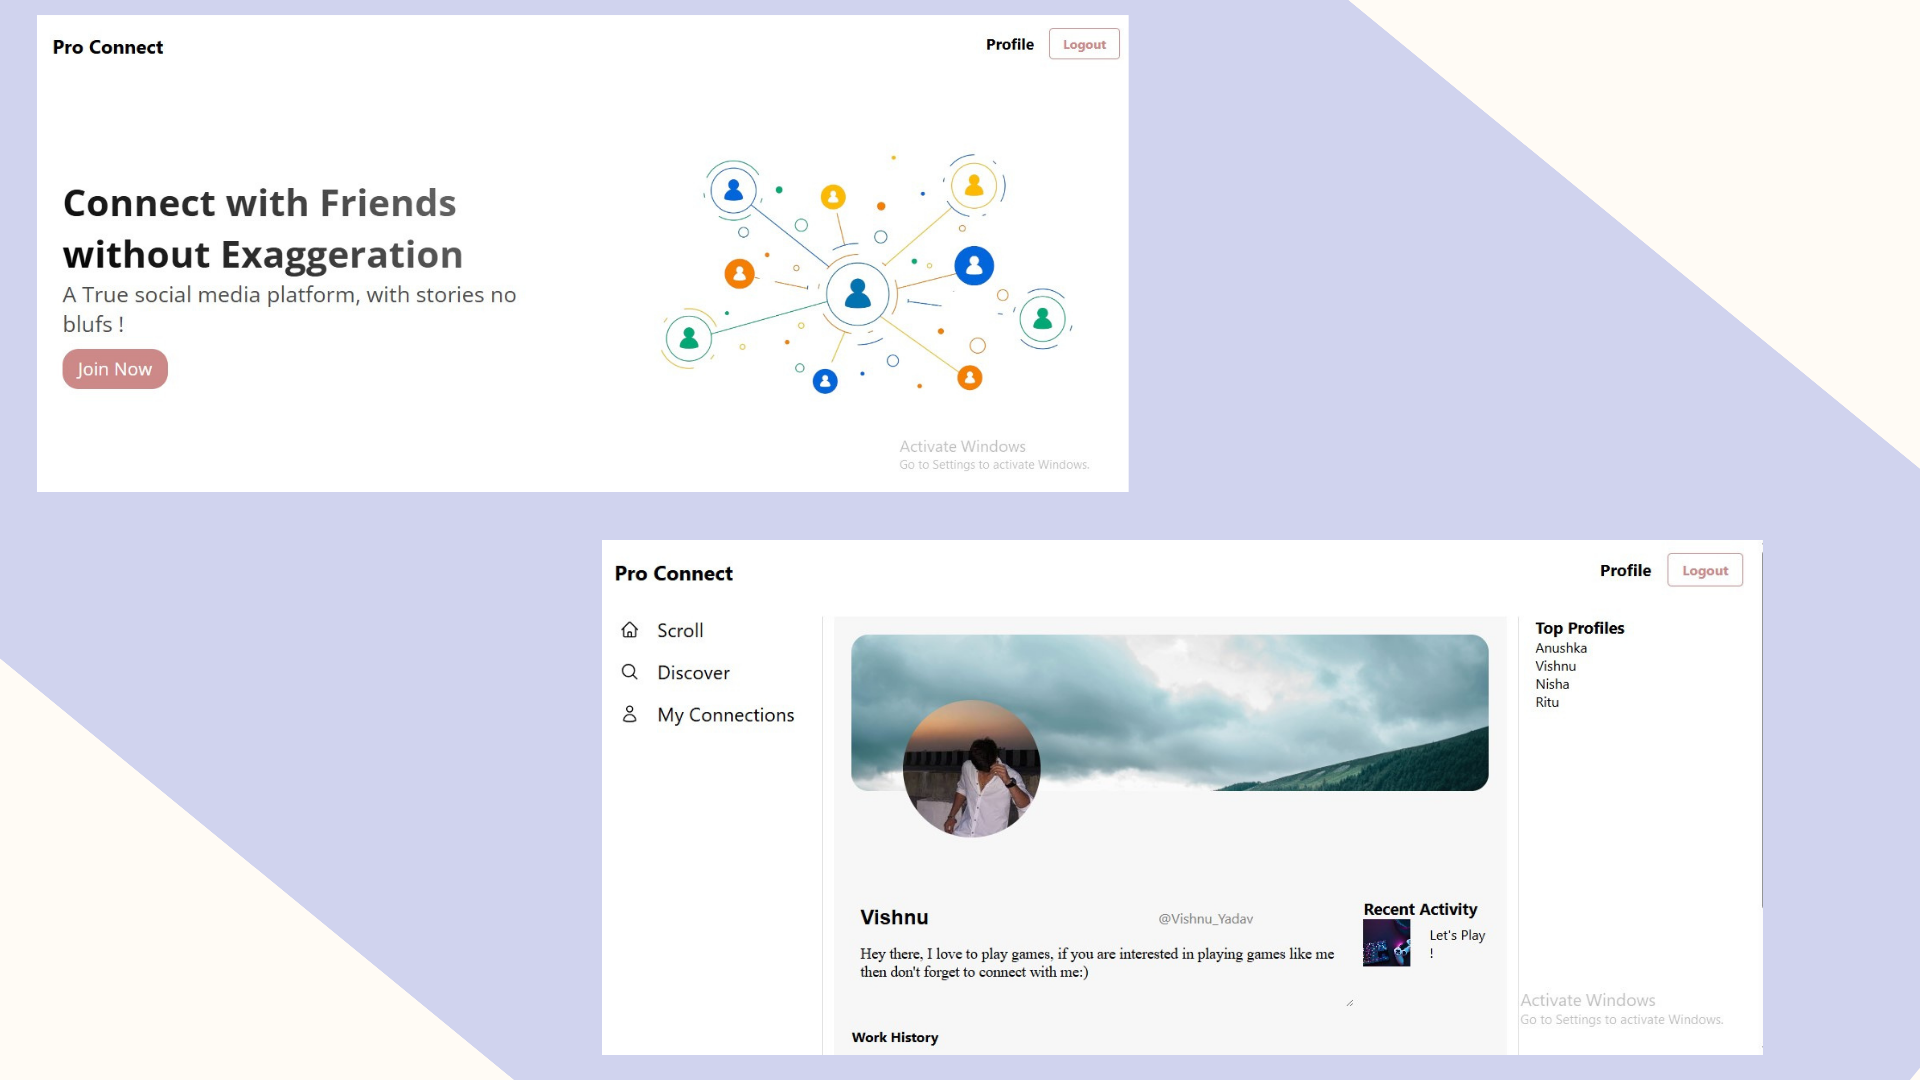 Pro Connect
Profile
Logout
Connect with Friends
without Exaggeration
A True social media platform, with stories no
blufs !
Join Now
Activate Windows
Go to Settings to activate Windows.
Pro Connect
Profile
Logout
Scroll
Discover
My Connections
Top Profiles
Anushka
Vishnu
Nisha
Ritu
Vishnu
@Vishnu_Yadav
Hey there, I love to play games, if you are interested in playing games like me
then don't forget to connect with me:)
Recent Activity
Let's Play
!
Work History
Activate Windows
Go to Settings to activate Windows.